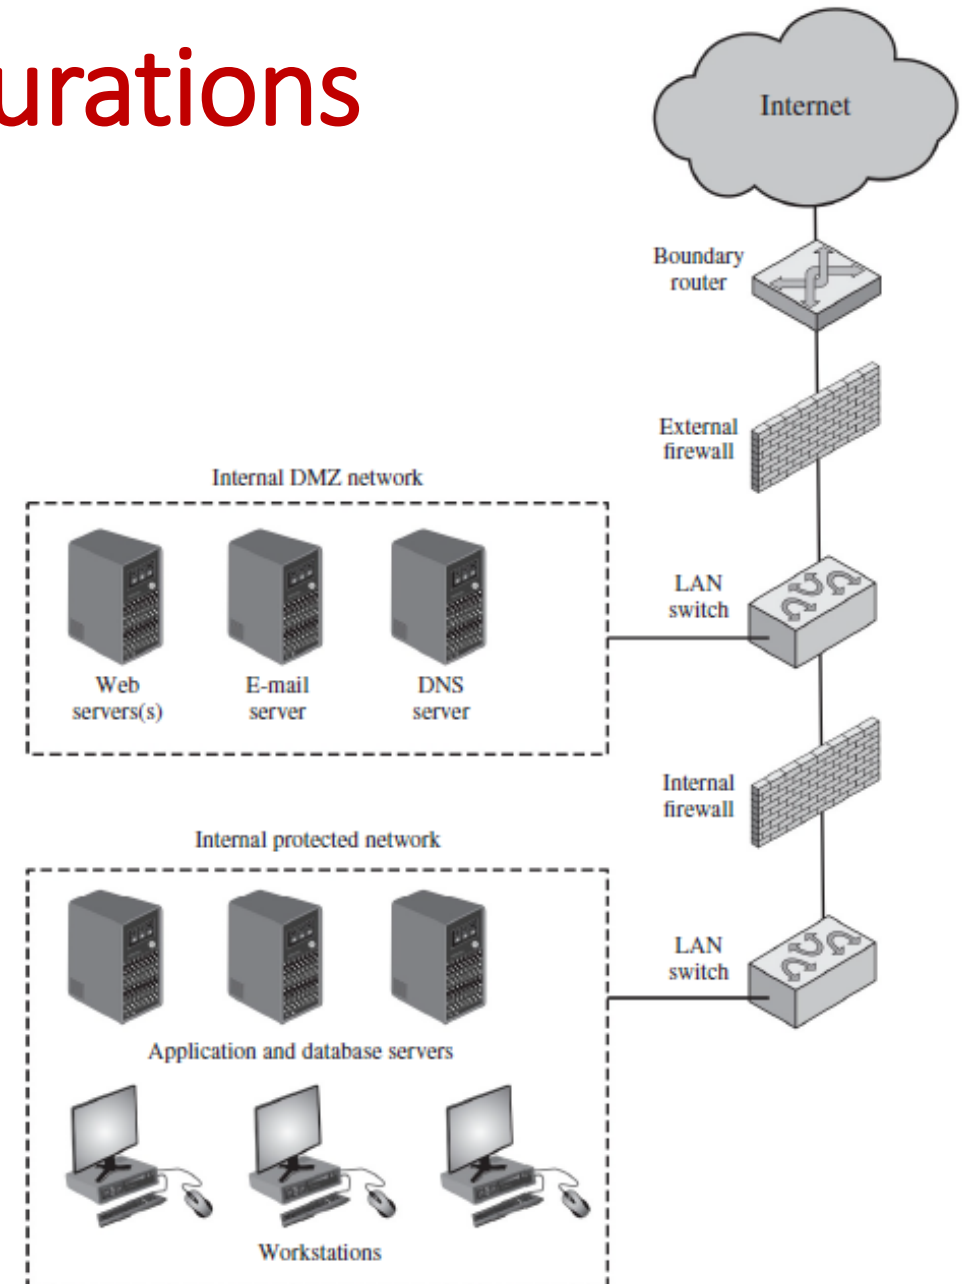 urations
Internet
Boundary
router
External
firewall
Internal DMZ network
LAN
switch
Web
servers(s)
E-mail
server
DNS
server
Internal
firewall
Internal protected network
LAN
switch
Application and database servers
Workstations